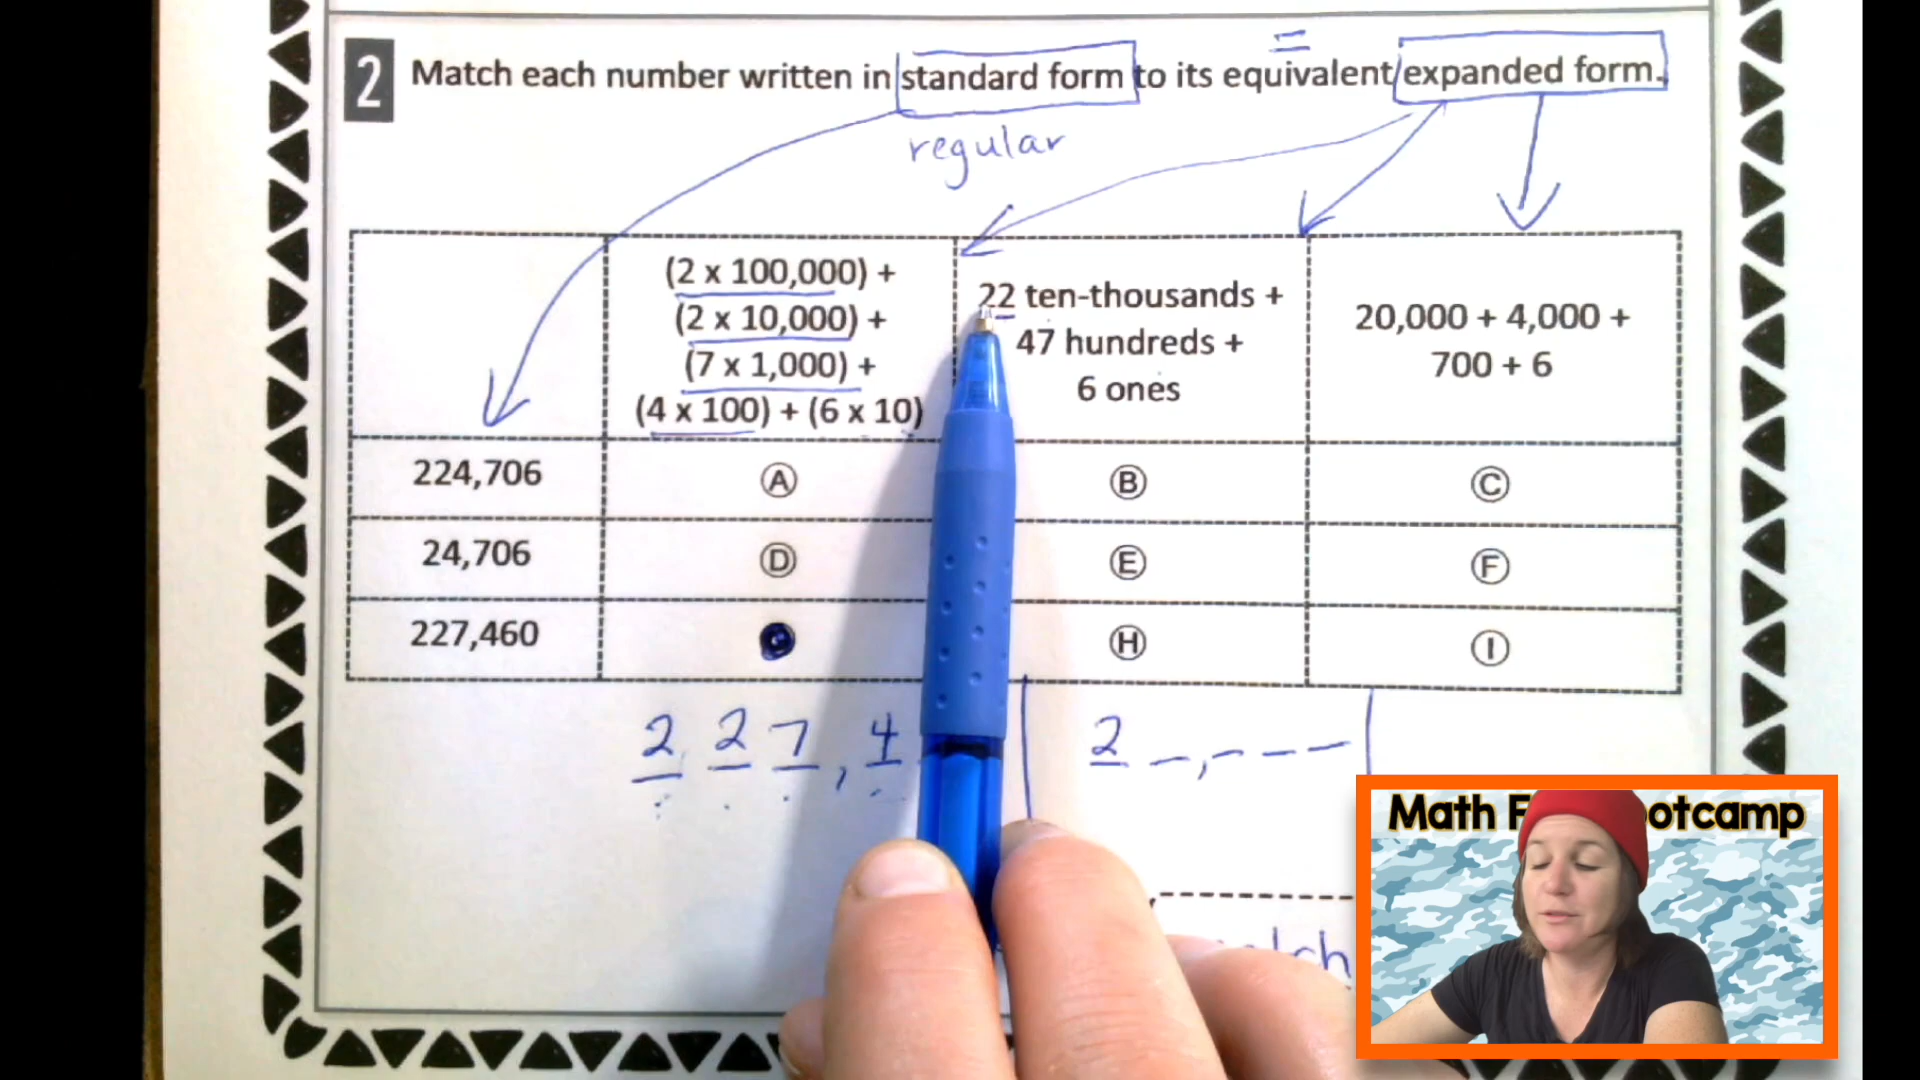 2 Match each number written in standard form to its equivalent expanded form.
=
regular
(2 x 100,000) +
(2 x 10,000) +
(7 x 1,000) +
(4 x 100) + (6 x 10)
22 ten-thousands +
47 hundreds +
6 ones
20,000 + 4,000 +
700 + 6
224,706 A B C
24,706 D E F
227,460 G H I
2 2 7, 4
2 _ , _ _ _
Math Bootcamp